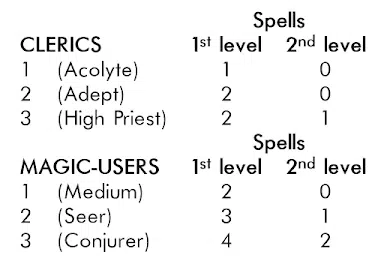 Spells
CLERICS 1st level 2nd level
1 (Acolyte) 1 0
2 (Adept) 2 0
3 (High Priest) 2 1
Spells
MAGIC-USERS 1st level 2nd level
1 (Medium) 2 0
2 (Seer) 3 1
3 (Conjurer) 4 2